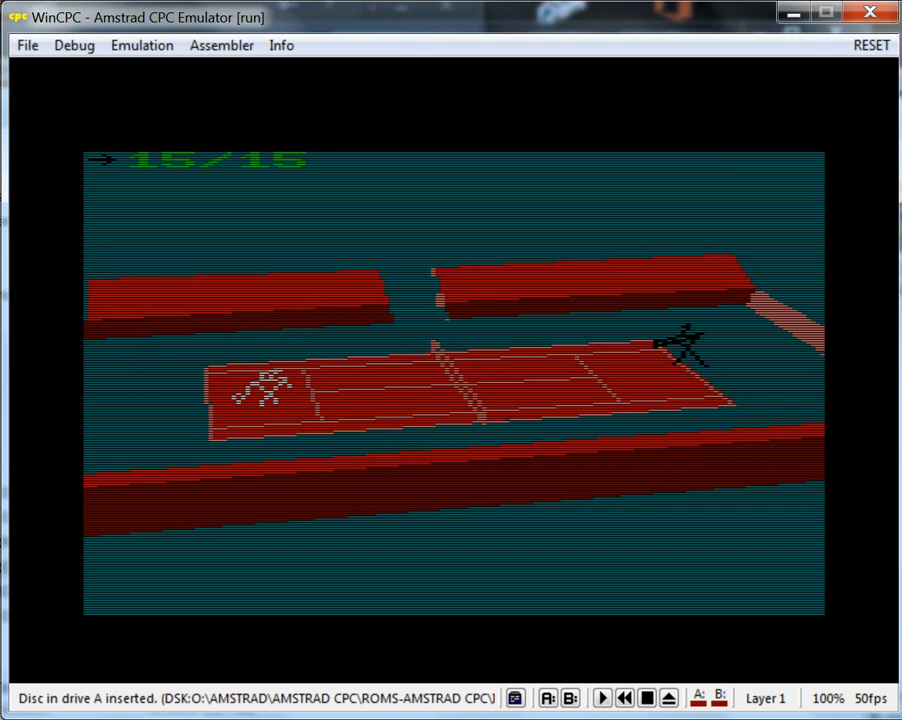 cpc WinCPC - Amstrad CPC Emulator [run]
File Debug Emulation Assembler Info RESET
15/15
Disc in drive A inserted. (DSK:O:\AMSTRAD\AMSTRAD CPC\ROMS-AMSTRAD CPC\] A: B: A: B: Layer 1 100% 50fps